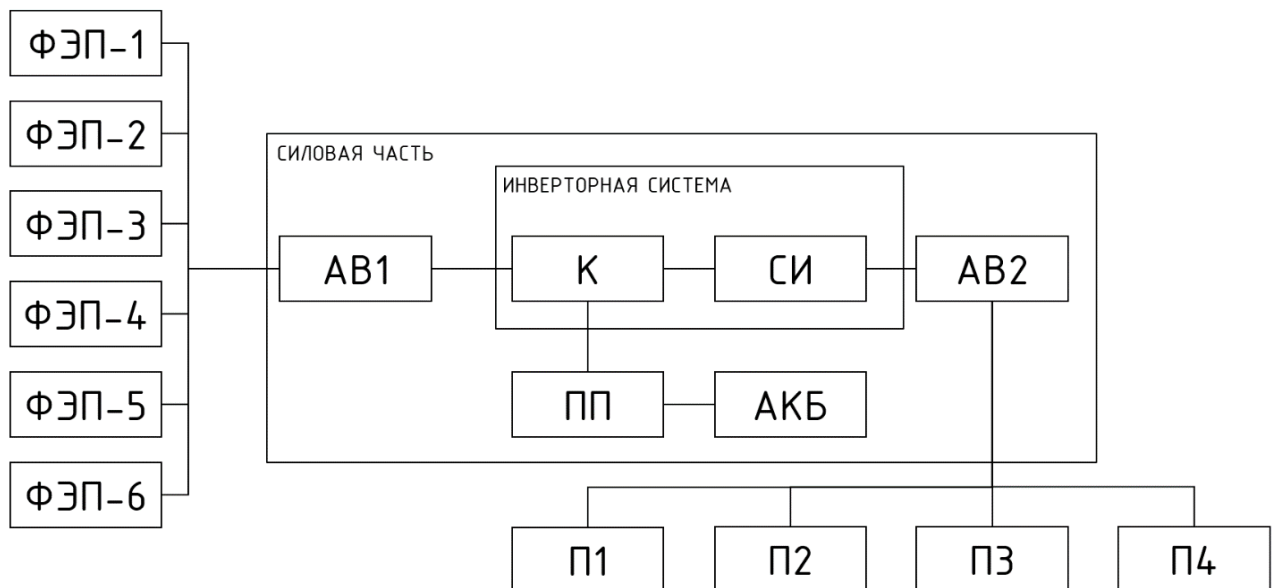 ФЭП-1
ФЭП-2
ФЭП-3
ФЭП-4
ФЭП-5
ФЭП-6
СИЛОВАЯ ЧАСТЬ
ИНВЕРТОРНАЯ СИСТЕМА
АВ1
К
СИ
АВ2
ПП
АКБ
П1
П2
П3
П4